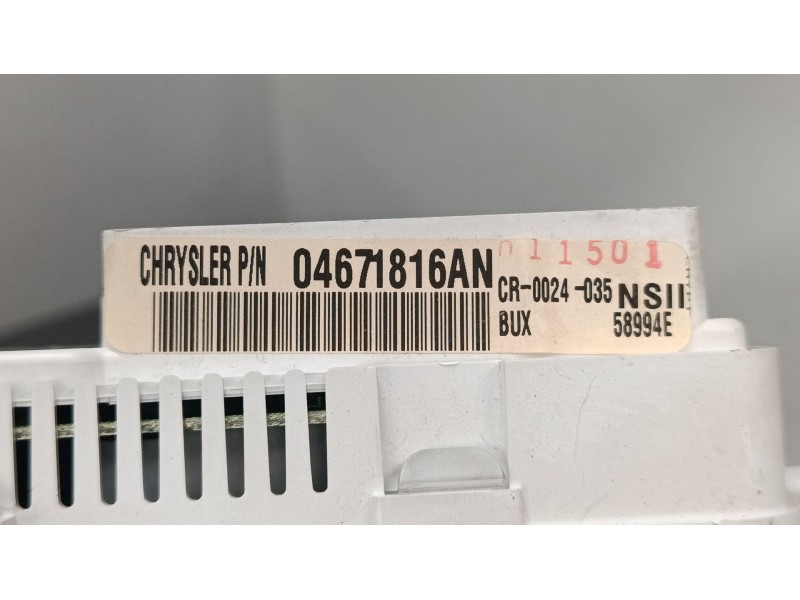 CHRYSLER P/N 04671816AN
011501
CR-0024-035 NSII
BUX 58994E